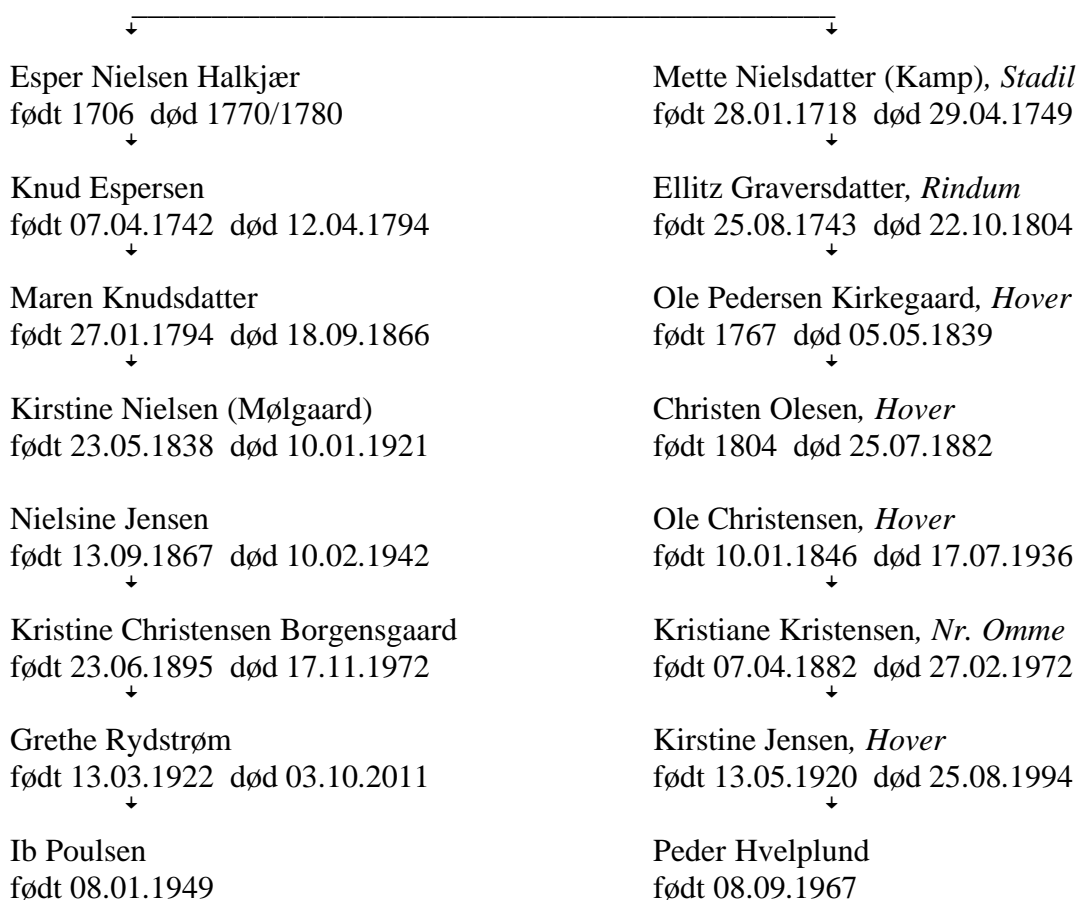 Esper Nielsen Halkjær Mette Nielsdatter (Kamp), Stadil
født 1706 død 1770/1780 født 28.01.1718 død 29.04.1749
Knud Espersen Ellitz Graversdatter, Rindum
født 07.04.1742 død 12.04.1794 født 25.08.1743 død 22.10.1804
Maren Knudsdatter Ole Pedersen Kirkegaard, Hover
født 27.01.1794 død 18.09.1866 født 1767 død 05.05.1839
Kirstine Nielsen (Mølgaard) Christen Olesen, Hover
født 23.05.1838 død 10.01.1921 født 1804 død 25.07.1882
Nielsine Jensen Ole Christensen, Hover
født 13.09.1867 død 10.02.1942 født 10.01.1846 død 17.07.1936
Kristine Christensen Borgensgaard Kristiane Kristensen, Nr. Omme
født 23.06.1895 død 17.11.1972 født 07.04.1882 død 27.02.1972
Grethe Rydstrøm Kirstine Jensen, Hover
født 13.03.1922 død 03.10.2011 født 13.05.1920 død 25.08.1994
Ib Poulsen Peder Hvelplund
født 08.01.1949 født 08.09.1967